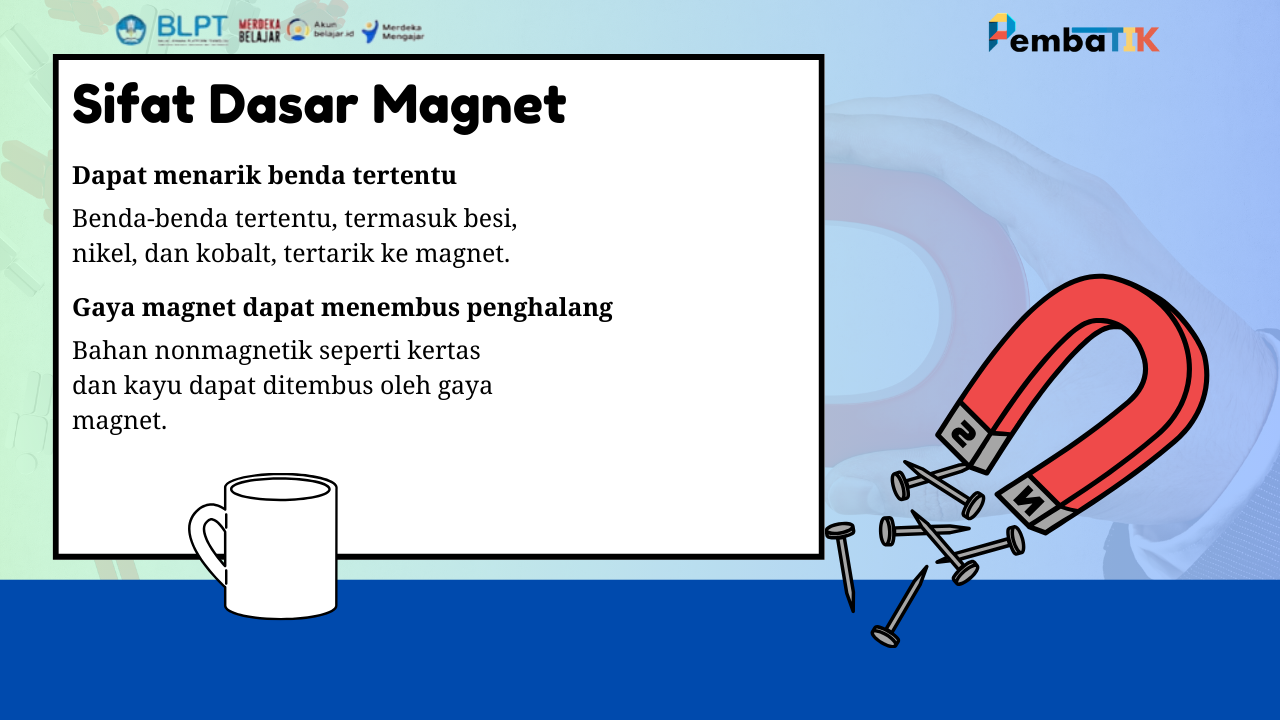 BLPT
MERDEKA
BELAJAR
Akun
belajar.id
Merdeka
Mengajar
PembaTIK
Sifat Dasar Magnet
Dapat menarik benda tertentu
Benda-benda tertentu, termasuk besi,
nikel, dan kobalt, tertarik ke magnet.
Gaya magnet dapat menembus penghalang
Bahan nonmagnetik seperti kertas
dan kayu dapat ditembus oleh gaya
magnet.
S
N